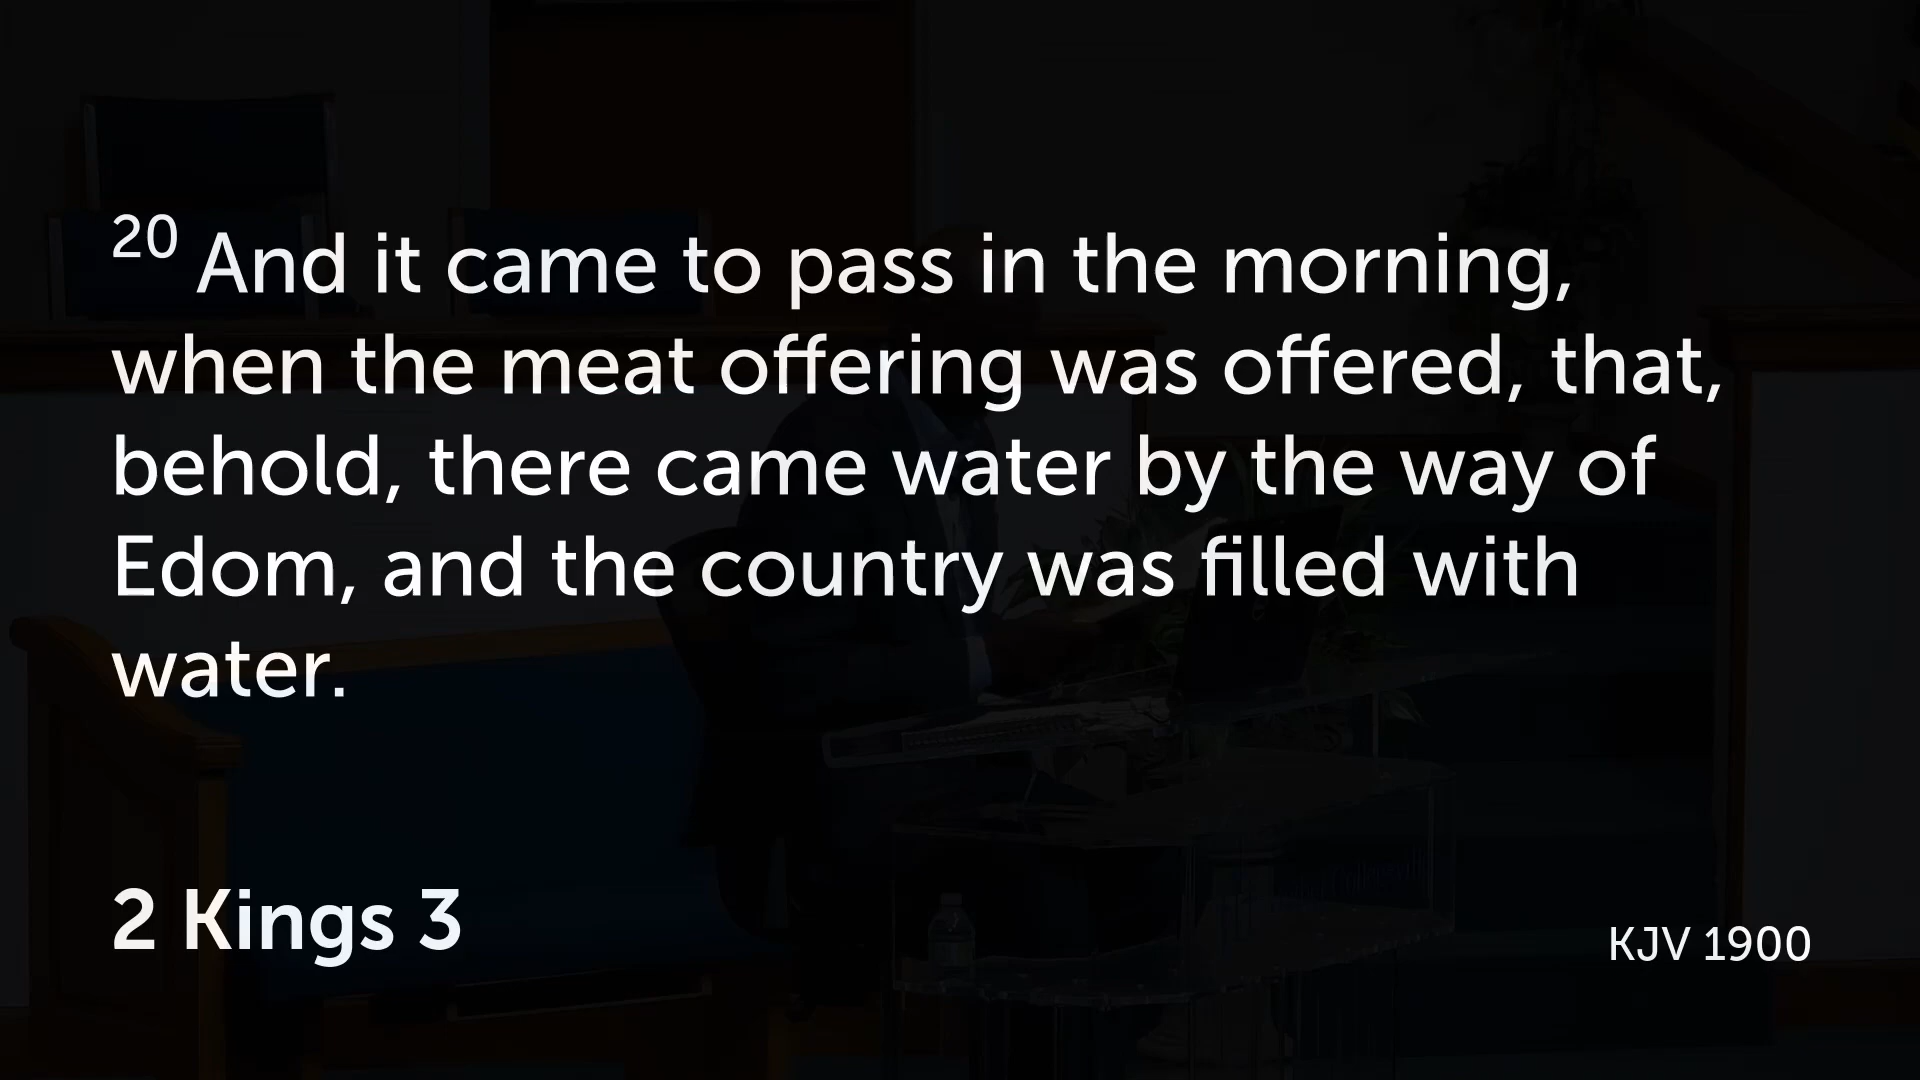 20 And it came to pass in the morning,
when the meat offering was offered, that,
behold, there came water by the way of
Edom, and the country was filled with
water.
2 Kings 3
KJV 1900